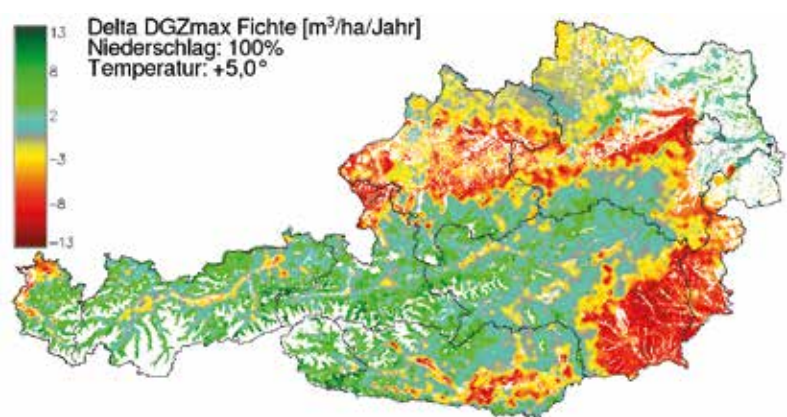 Delta DGZmax Fichte [m³/ha/Jahr]
Niederschlag: 100%
Temperatur: +5,0°
13
8
2
-3
-8
-13